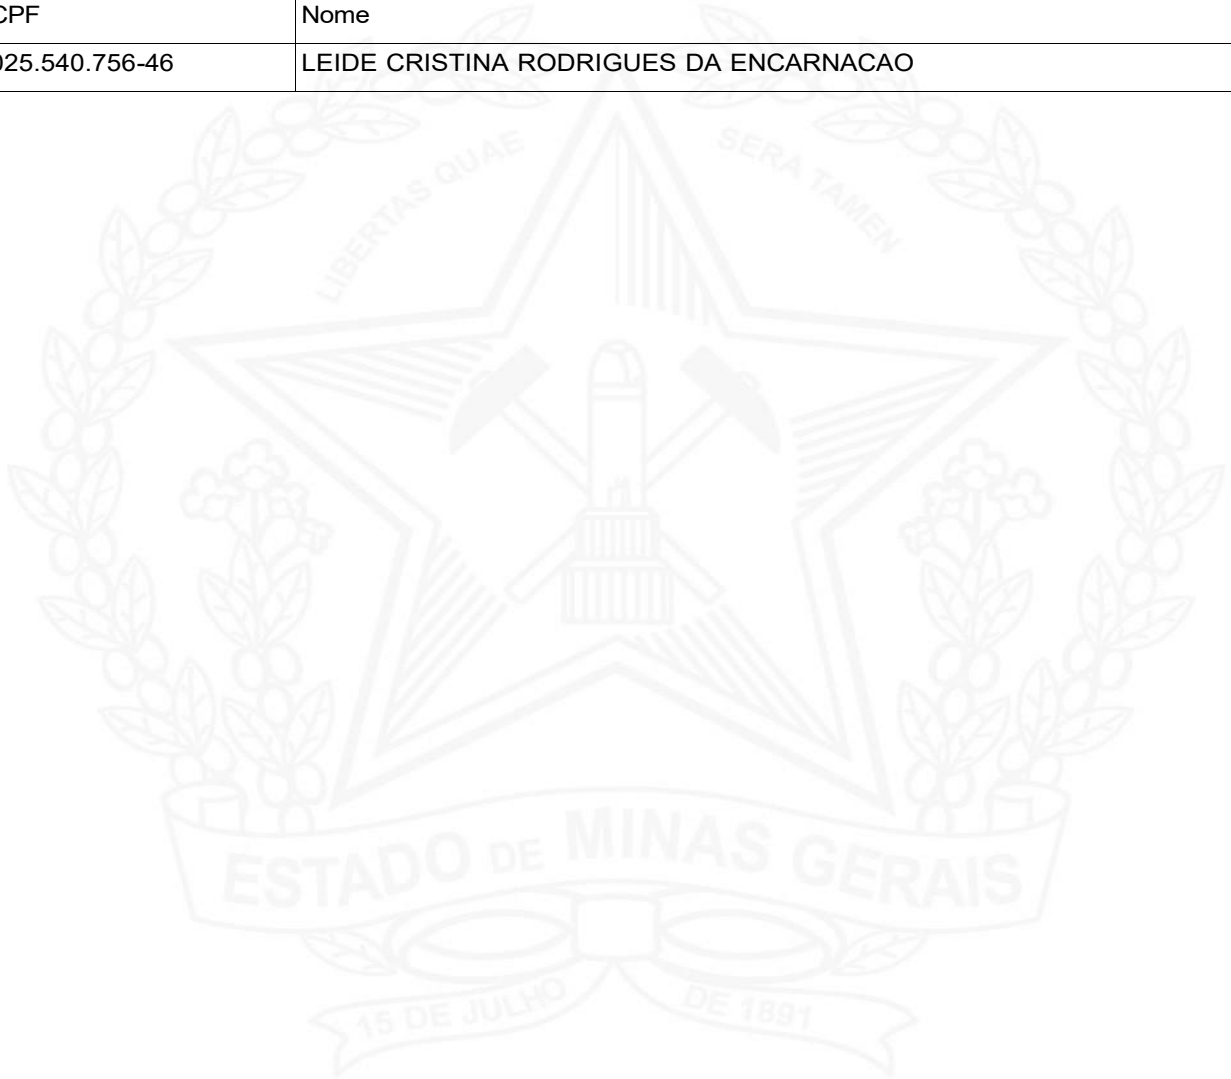 CPF Nome
025.540.756-46 LEIDE CRISTINA RODRIGUES DA ENCARNACAO
LIBERTAS QUAE SERA TAMEN
ESTADO DE MINAS GERAIS
15 DE JULHO DE 1891